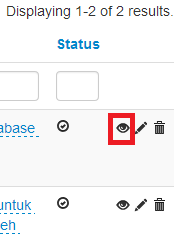 Displaying 1-2 of 2 results.
Status
abase
untuk
eh